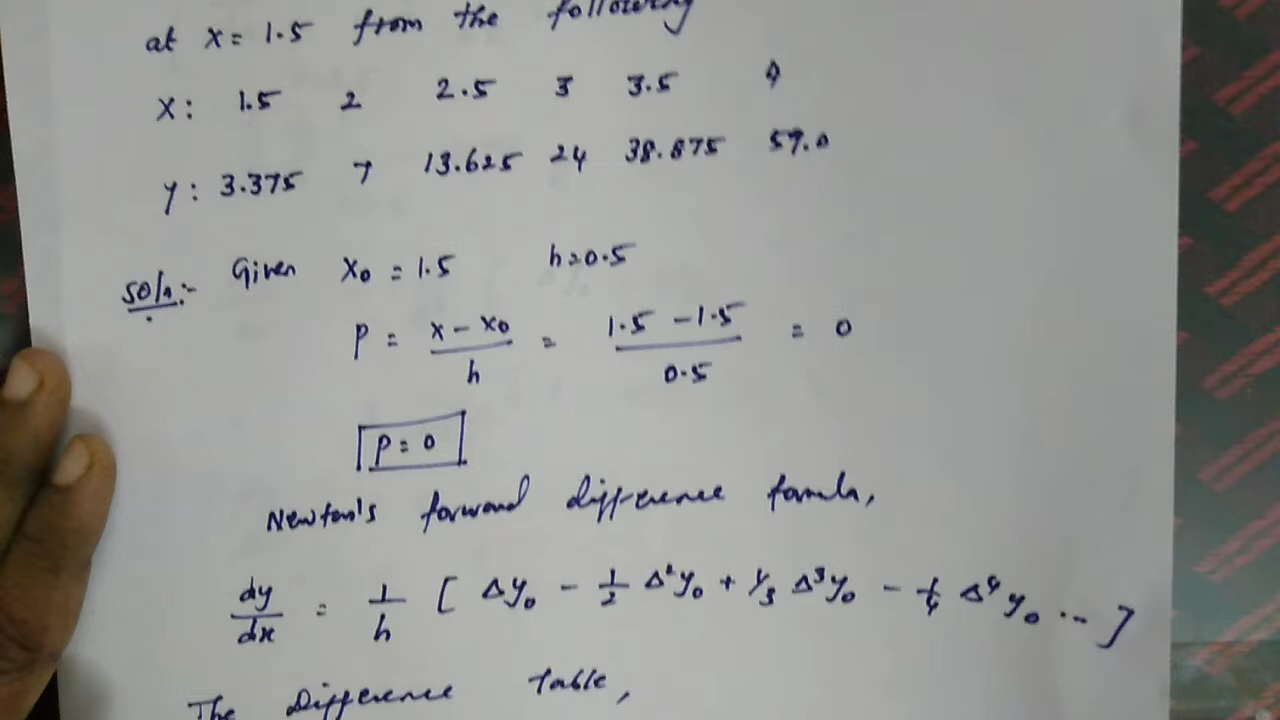 at x = 1.5 from the following
x: 1.5 2 2.5 3 3.5 4
y: 3.375 7 13.625 24 38.875 59.0
Soln:- Given x₀ = 1.5 h=0.5
P = x - x₀ / h = 1.5 - 1.5 / 0.5 = 0
P = 0
Newton's forward difference formula,
dy/dx = 1/h [ Δy₀ - 1/2 Δ²y₀ + 1/3 Δ³y₀ - 1/4 Δ⁴y₀ ... ]
The Difference table,